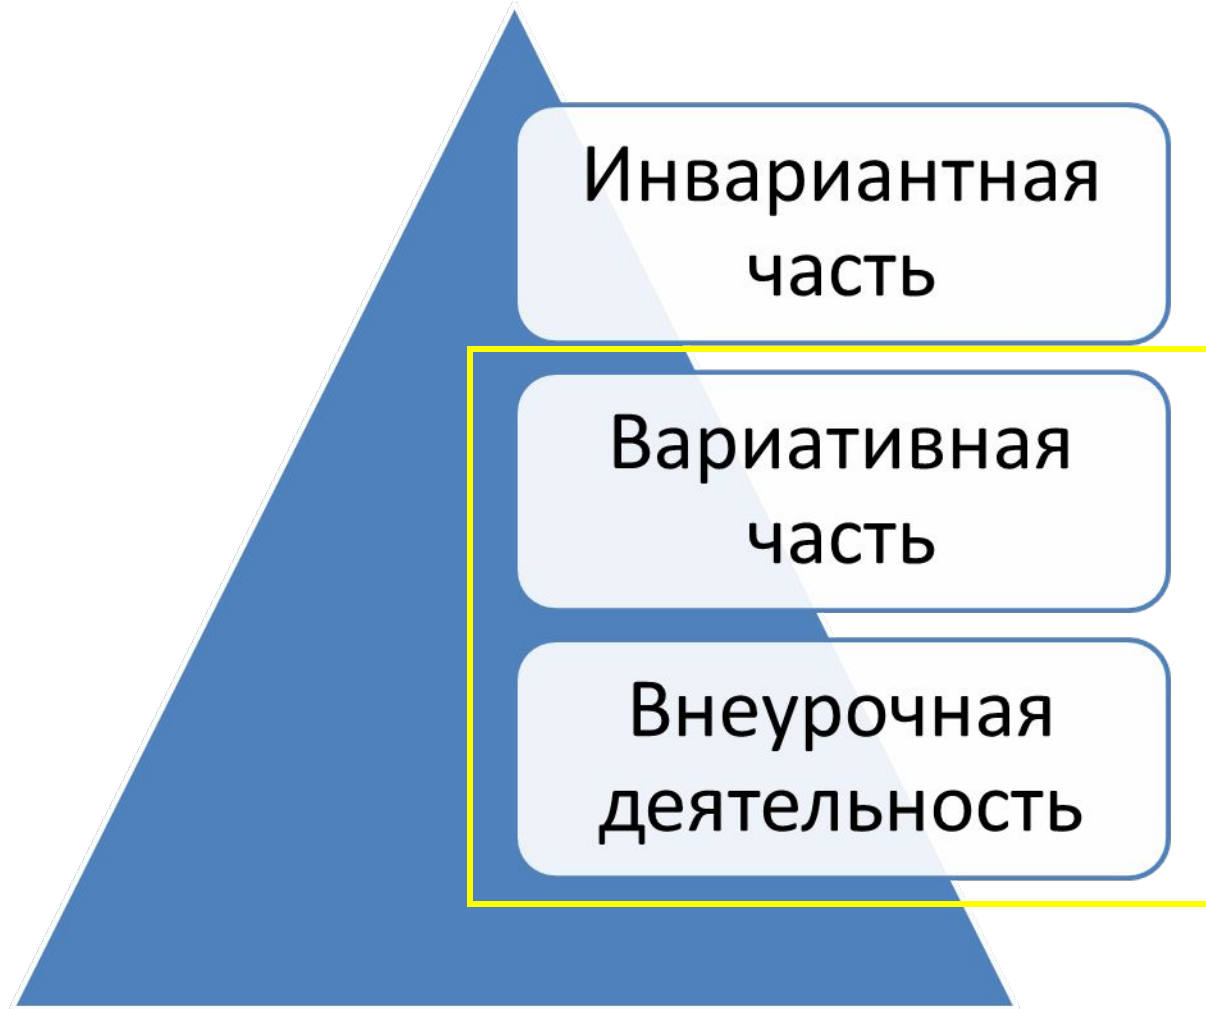 Инвариантная
часть
Вариативная
часть
Внеурочная
деятельность